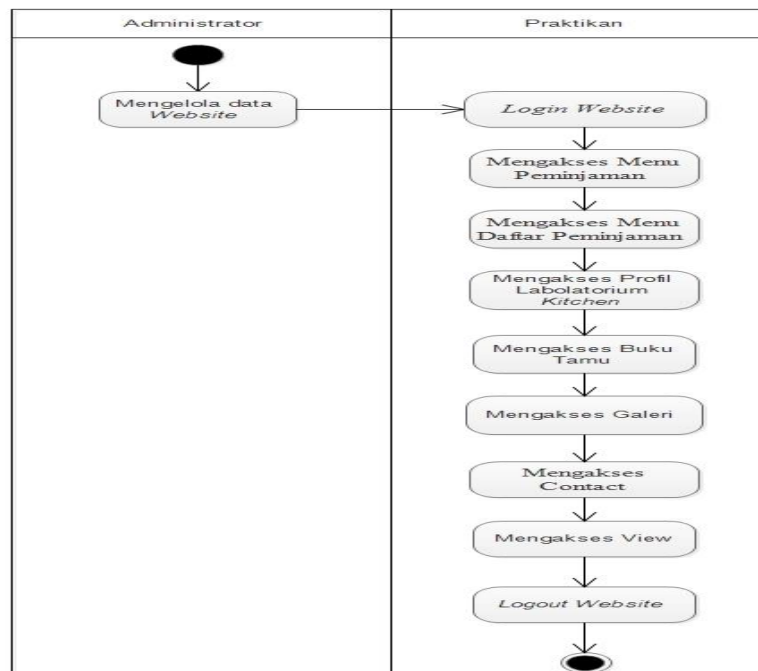 Administrator
Praktikan
Mengelola data
Website
Login Website
Mengakses Menu
Peminjaman
Mengakses Menu
Daftar Peminjaman
Mengakses Profil
Labolatorium
Kitchen
Mengakses Buku
Tamu
Mengakses Galeri
Mengakses
Contact
Mengakses View
Logout Website